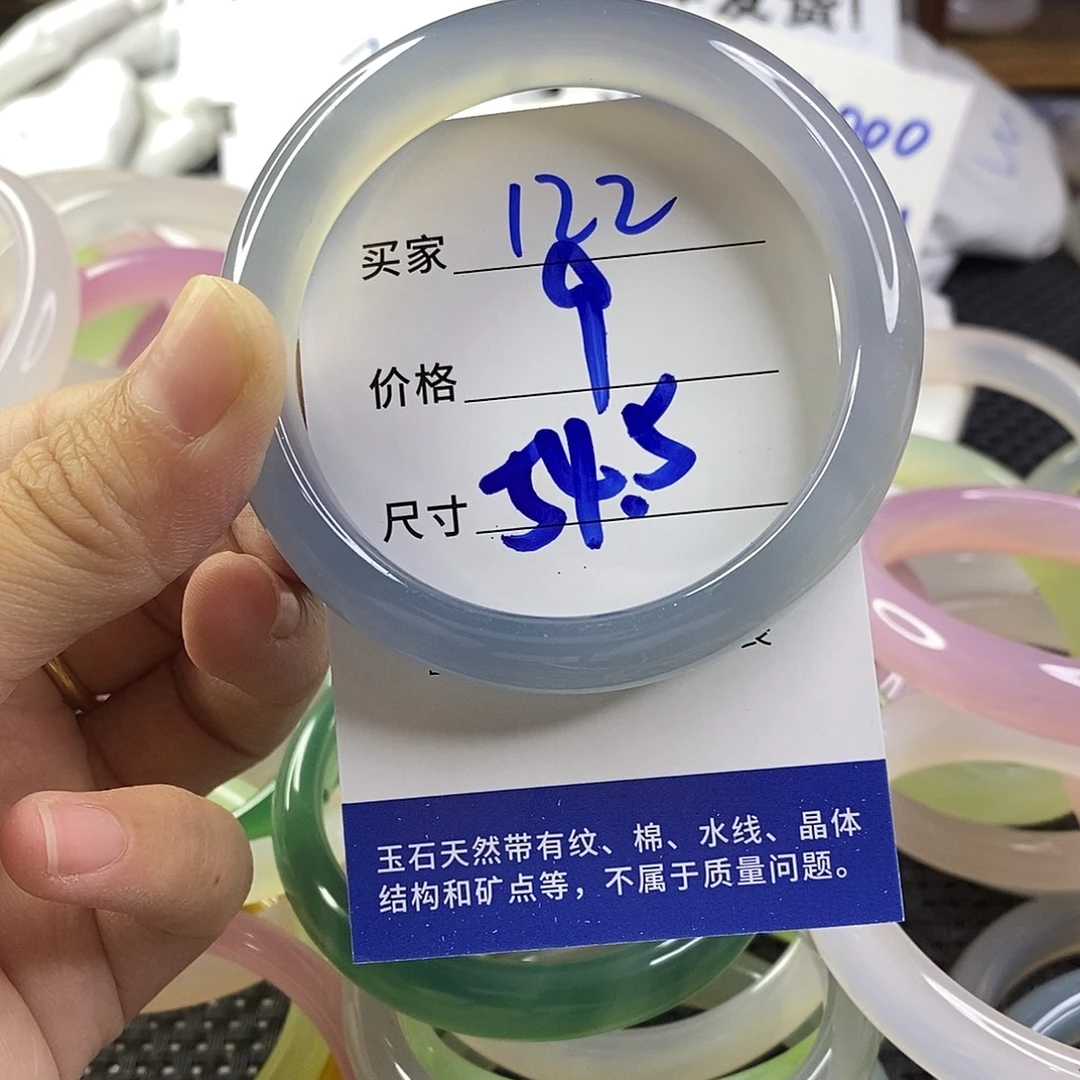 买家 122
9
价格
尺寸 54.5
玉石天然带有纹、棉、水线、晶体
结构和矿点等，不属于质量问题。
000